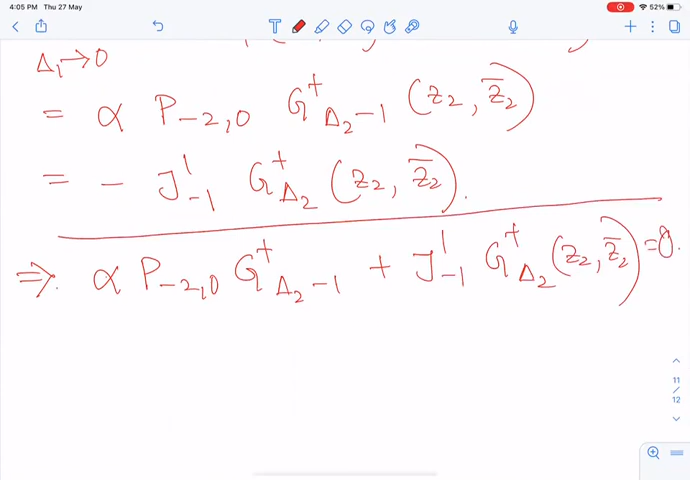 4:05 PM Thu 27 May 52%
Δ₁→0
= α P₋₂,₀ G⁺_{Δ₂-1} (z₂, z̄₂)
= - J¹₋₁ G⁺_{Δ₂} (z₂, z̄₂).
⇒. α P₋₂,₀ G⁺_{Δ₂-1} + J¹₋₁ G⁺_{Δ₂} (z₂, z̄₂) = 0.
11
/
12